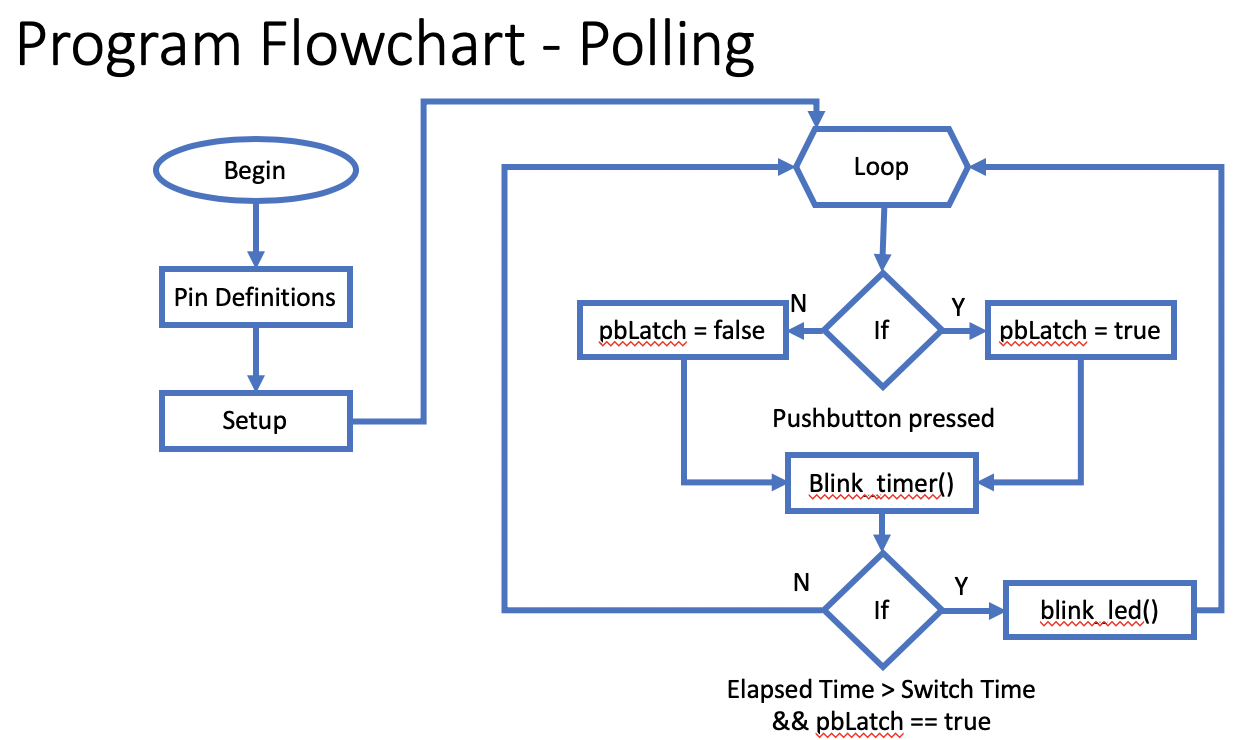 Program Flowchart - Polling
Begin
Pin Definitions
Setup
Loop
If
N
Y
pbLatch = false
pbLatch = true
Pushbutton pressed
Blink_timer()
If
N
Y
blink_led()
Elapsed Time > Switch Time
&& pbLatch == true